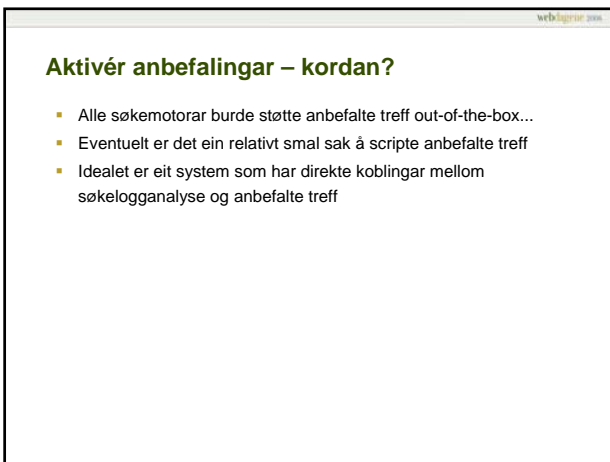 webdagene 2008
Aktivér anbefalingar – kordan?
Alle søkemotorar burde støtte anbefalte treff out-of-the-box...
Eventuelt er det ein relativt smal sak å scripte anbefalte treff
Idealet er eit system som har direkte koblingar mellom
søkelogganalyse og anbefalte treff